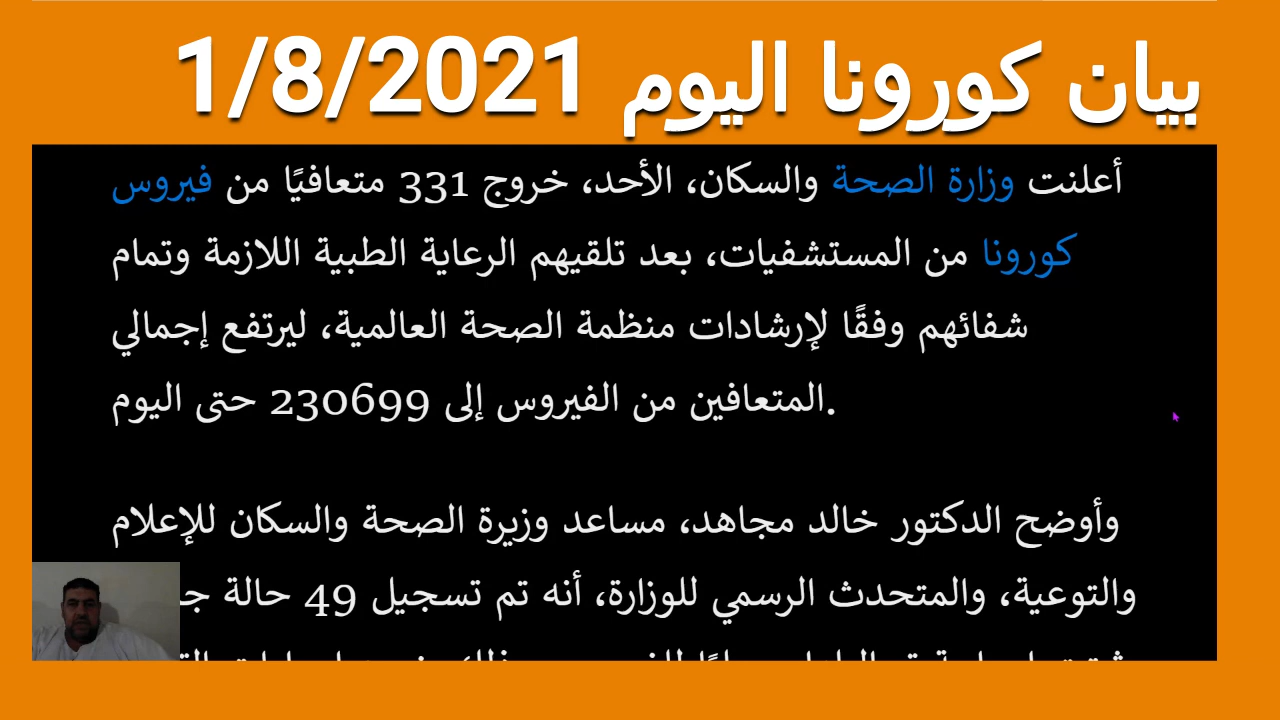 بيان كورونا اليوم 1/8/2021
أعلنت وزارة الصحة والسكان، الأحد، خروج 331 متعافيًا من فيروس
كورونا من المستشفيات، بعد تلقيهم الرعاية الطبية اللازمة وتمام
شفائهم وفقًا لإرشادات منظمة الصحة العالمية، ليرتفع إجمالي
المتعافين من الفيروس إلى 230699 حتى اليوم.
وأوضح الدكتور خالد مجاهد، مساعد وزيرة الصحة والسكان للإعلام
والتوعية، والمتحدث الرسمي للوزارة، أنه تم تسجيل 49 حالة